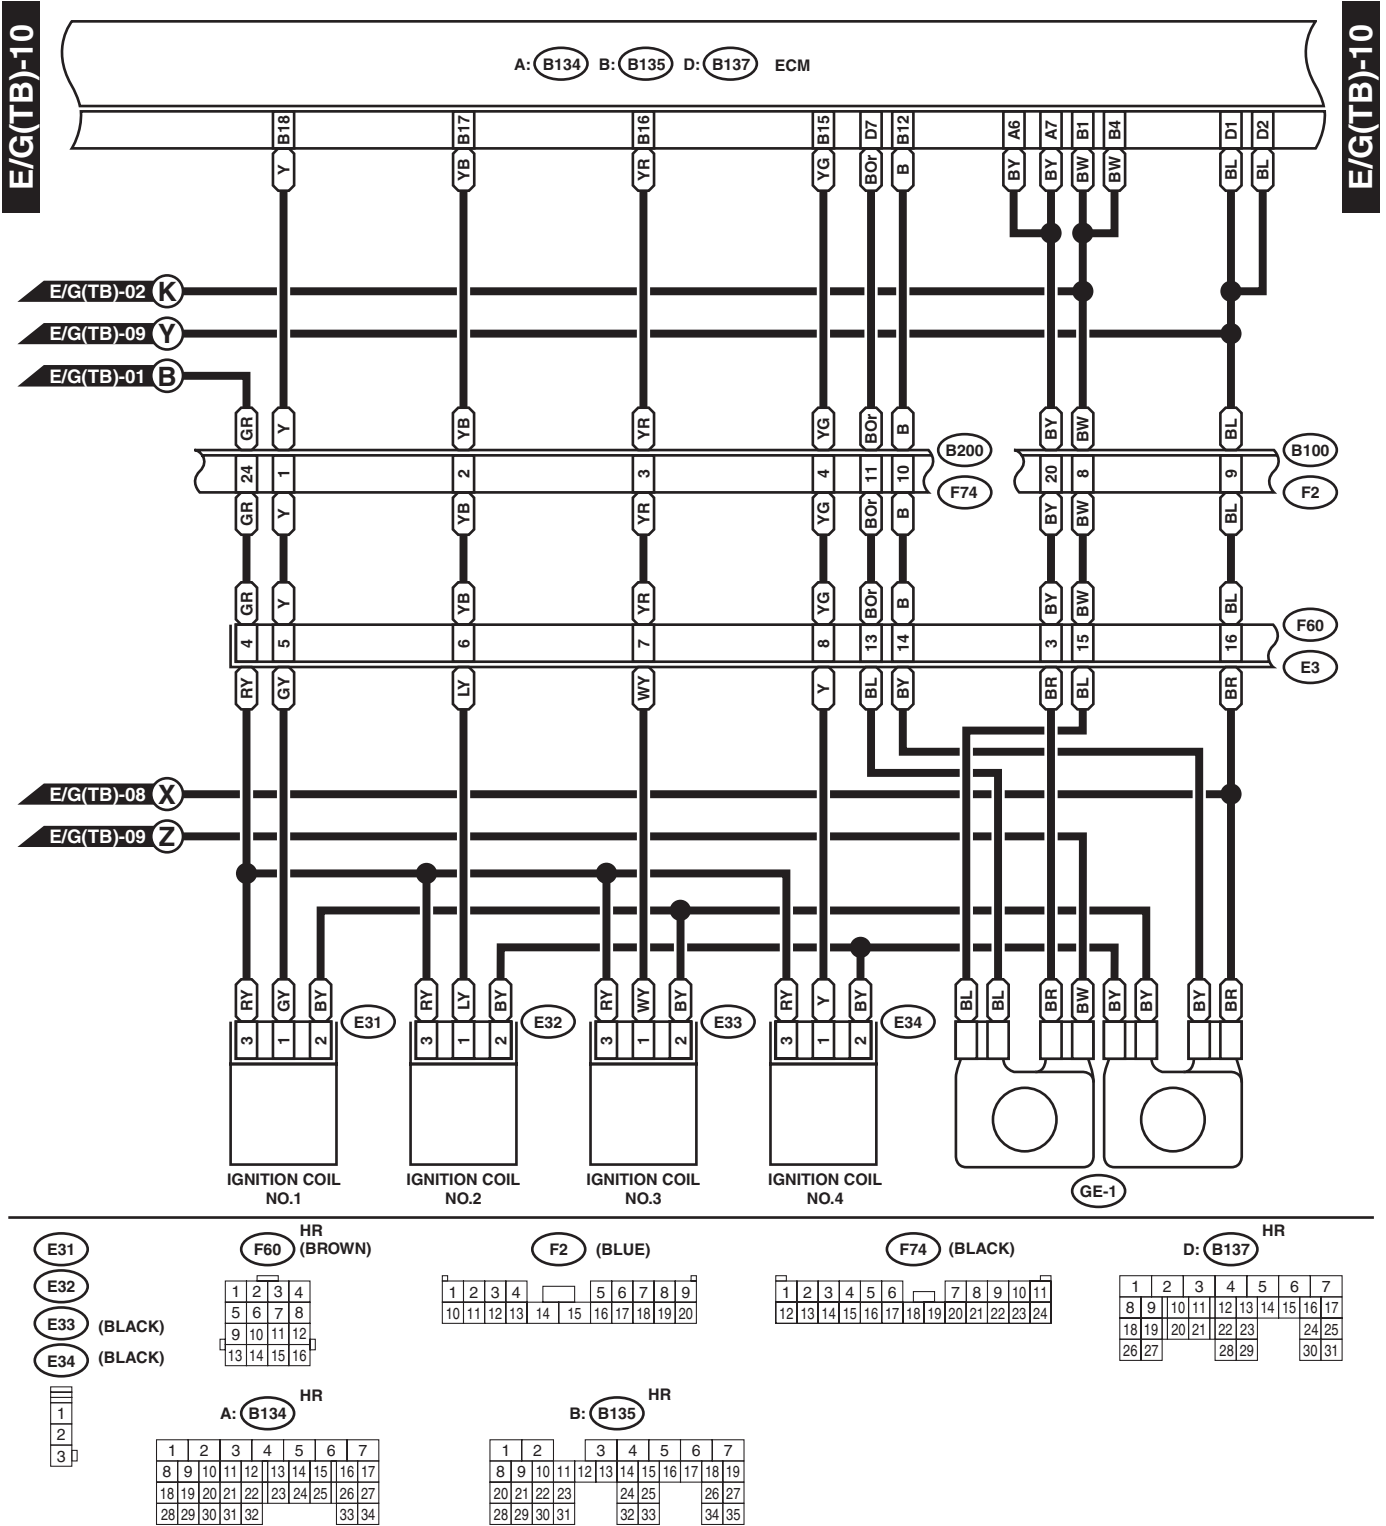 E/G(TB)-10
E/G(TB)-10
A: B134 B: B135 D: B137 ECM
B18 B17 B16 B15 D7 B12 A6 A7 B1 B4 D1 D2
Y YB YR YG BOr B BY BY BW BW BL BL
E/G(TB)-02 K
E/G(TB)-09 Y
E/G(TB)-01 B
GR Y YB YR YG BOr B BY BW BL
B200 B100
24 1 2 3 4 11 10 20 8 9
F74 F2
GR Y YB YR YG BOr B BY BW BL
GR Y YB YR YG BOr B BY BW BL
F60
4 5 6 7 8 13 14 3 15 16
E3
RY GY LY WY Y BL BY BR BL BR
E/G(TB)-08 X
E/G(TB)-09 Z
RY GY BY RY LY BY RY WY BY RY Y BY BL BL BR BW BY BY BY BR
E31 E32 E33 E34
3 1 2 3 1 2 3 1 2 3 1 2
IGNITION COIL NO.1
IGNITION COIL NO.2
IGNITION COIL NO.3
IGNITION COIL NO.4
GE-1
E31
E32
E33 (BLACK)
E34 (BLACK)
1
2
3
F60 HR (BROWN)
1 2 3 4
5 6 7 8
9 10 11 12
13 14 15 16
F2 (BLUE)
1 2 3 4 5 6 7 8 9
10 11 12 13 14 15 16 17 18 19 20
F74 (BLACK)
1 2 3 4 5 6 7 8 9 10 11
12 13 14 15 16 17 18 19 20 21 22 23 24
D: B137 HR
1 2 3 4 5 6 7
8 9 10 11 12 13 14 15 16 17
18 19 20 21 22 23 24 25
26 27 28 29 30 31
A: B134 HR
1 2 3 4 5 6 7
8 9 10 11 12 13 14 15 16 17
18 19 20 21 22 23 24 25 26 27
28 29 30 31 32 33 34
B: B135 HR
1 2 3 4 5 6 7
8 9 10 11 12 13 14 15 16 17 18 19
20 21 22 23 24 25 26 27
28 29 30 31 32 33 34 35